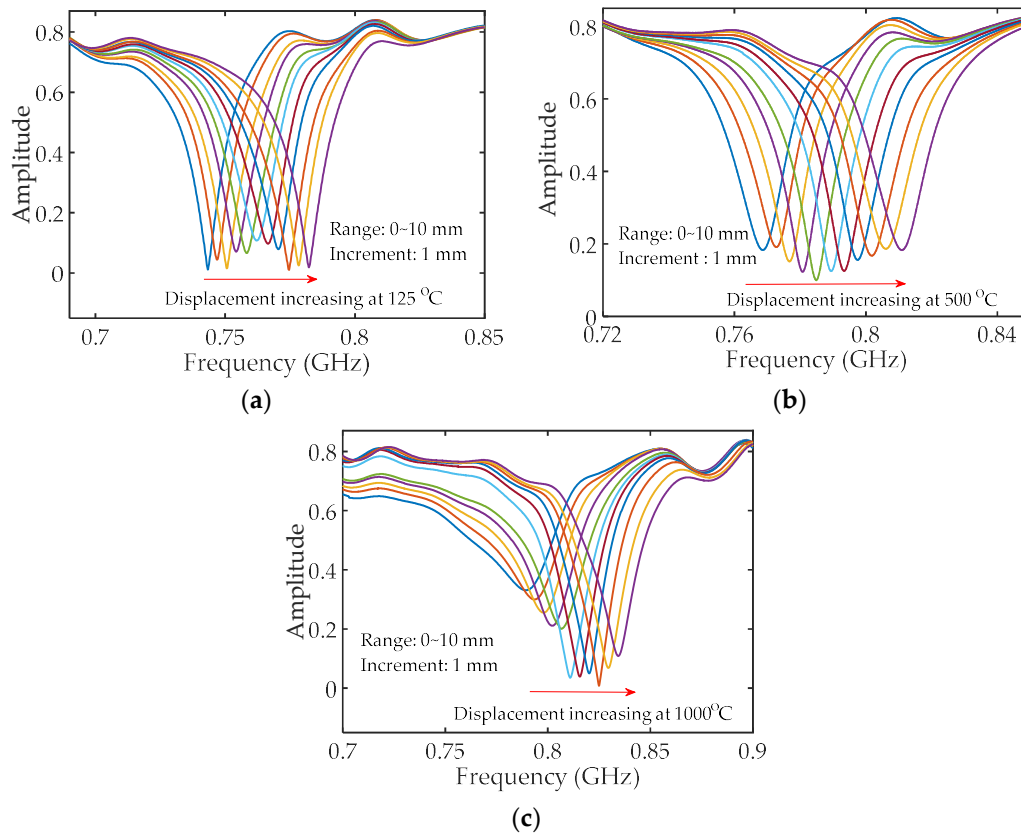 0.8
0.6
0.4
0.2
0
Amplitude
Range: 0~10 mm
Increment: 1 mm
Displacement increasing at 125 °C
0.7
0.75
0.8
0.85
Frequency (GHz)
(a)
0.8
0.6
0.4
0.2
0
Amplitude
Range: 0~10 mm
Increment : 1 mm
Displacement increasing at 500 °C
0.72
0.76
0.8
0.84
Frequency (GHz)
(b)
0.8
0.6
0.4
0.2
0
Amplitude
Range: 0~10 mm
Increment: 1 mm
Displacement increasing at 1000°C
0.7
0.75
0.8
0.85
0.9
Frequency (GHz)
(c)